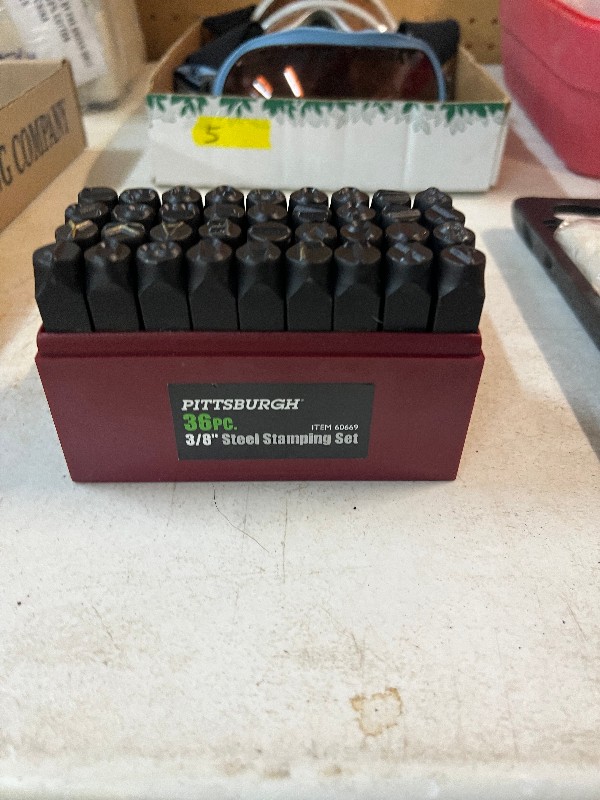 G COMPANY
5
PITTSBURGH
36PC.
ITEM 60669
3/8" Steel Stamping Set